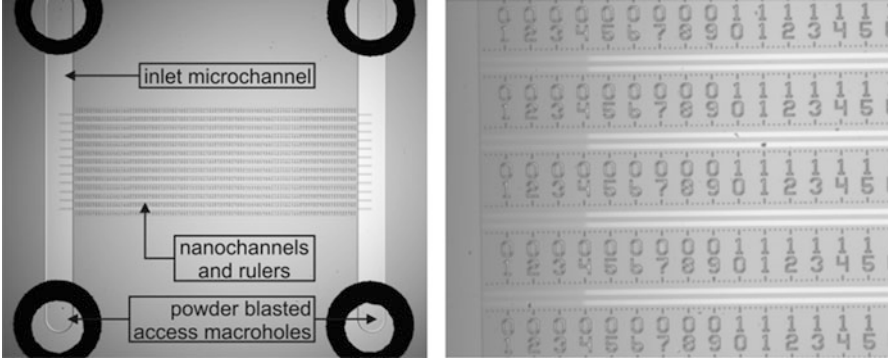 inlet microchannel
nanochannels
and rulers
powder blasted
access macroholes
0 0 0 0 0 0 0 0 0 1 1 1 1 1 1
1 2 3 4 5 6 7 8 9 0 1 2 3 4 5
0 0 0 0 0 0 0 0 0 1 1 1 1 1 1
1 2 3 4 5 6 7 8 9 0 1 2 3 4 5
0 0 0 0 0 0 0 0 0 1 1 1 1 1 1
1 2 3 4 5 6 7 8 9 0 1 2 3 4 5
0 0 0 0 0 0 0 0 0 1 1 1 1 1 1
1 2 3 4 5 6 7 8 9 0 1 2 3 4 5
0 0 0 0 0 0 0 0 0 1 1 1 1 1 1
1 2 3 4 5 6 7 8 9 0 1 2 3 4 5